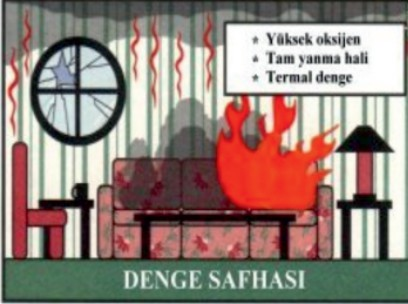 * Yüksek oksijen
* Tam yanma hali
* Termal denge
DENGE SAFHASI